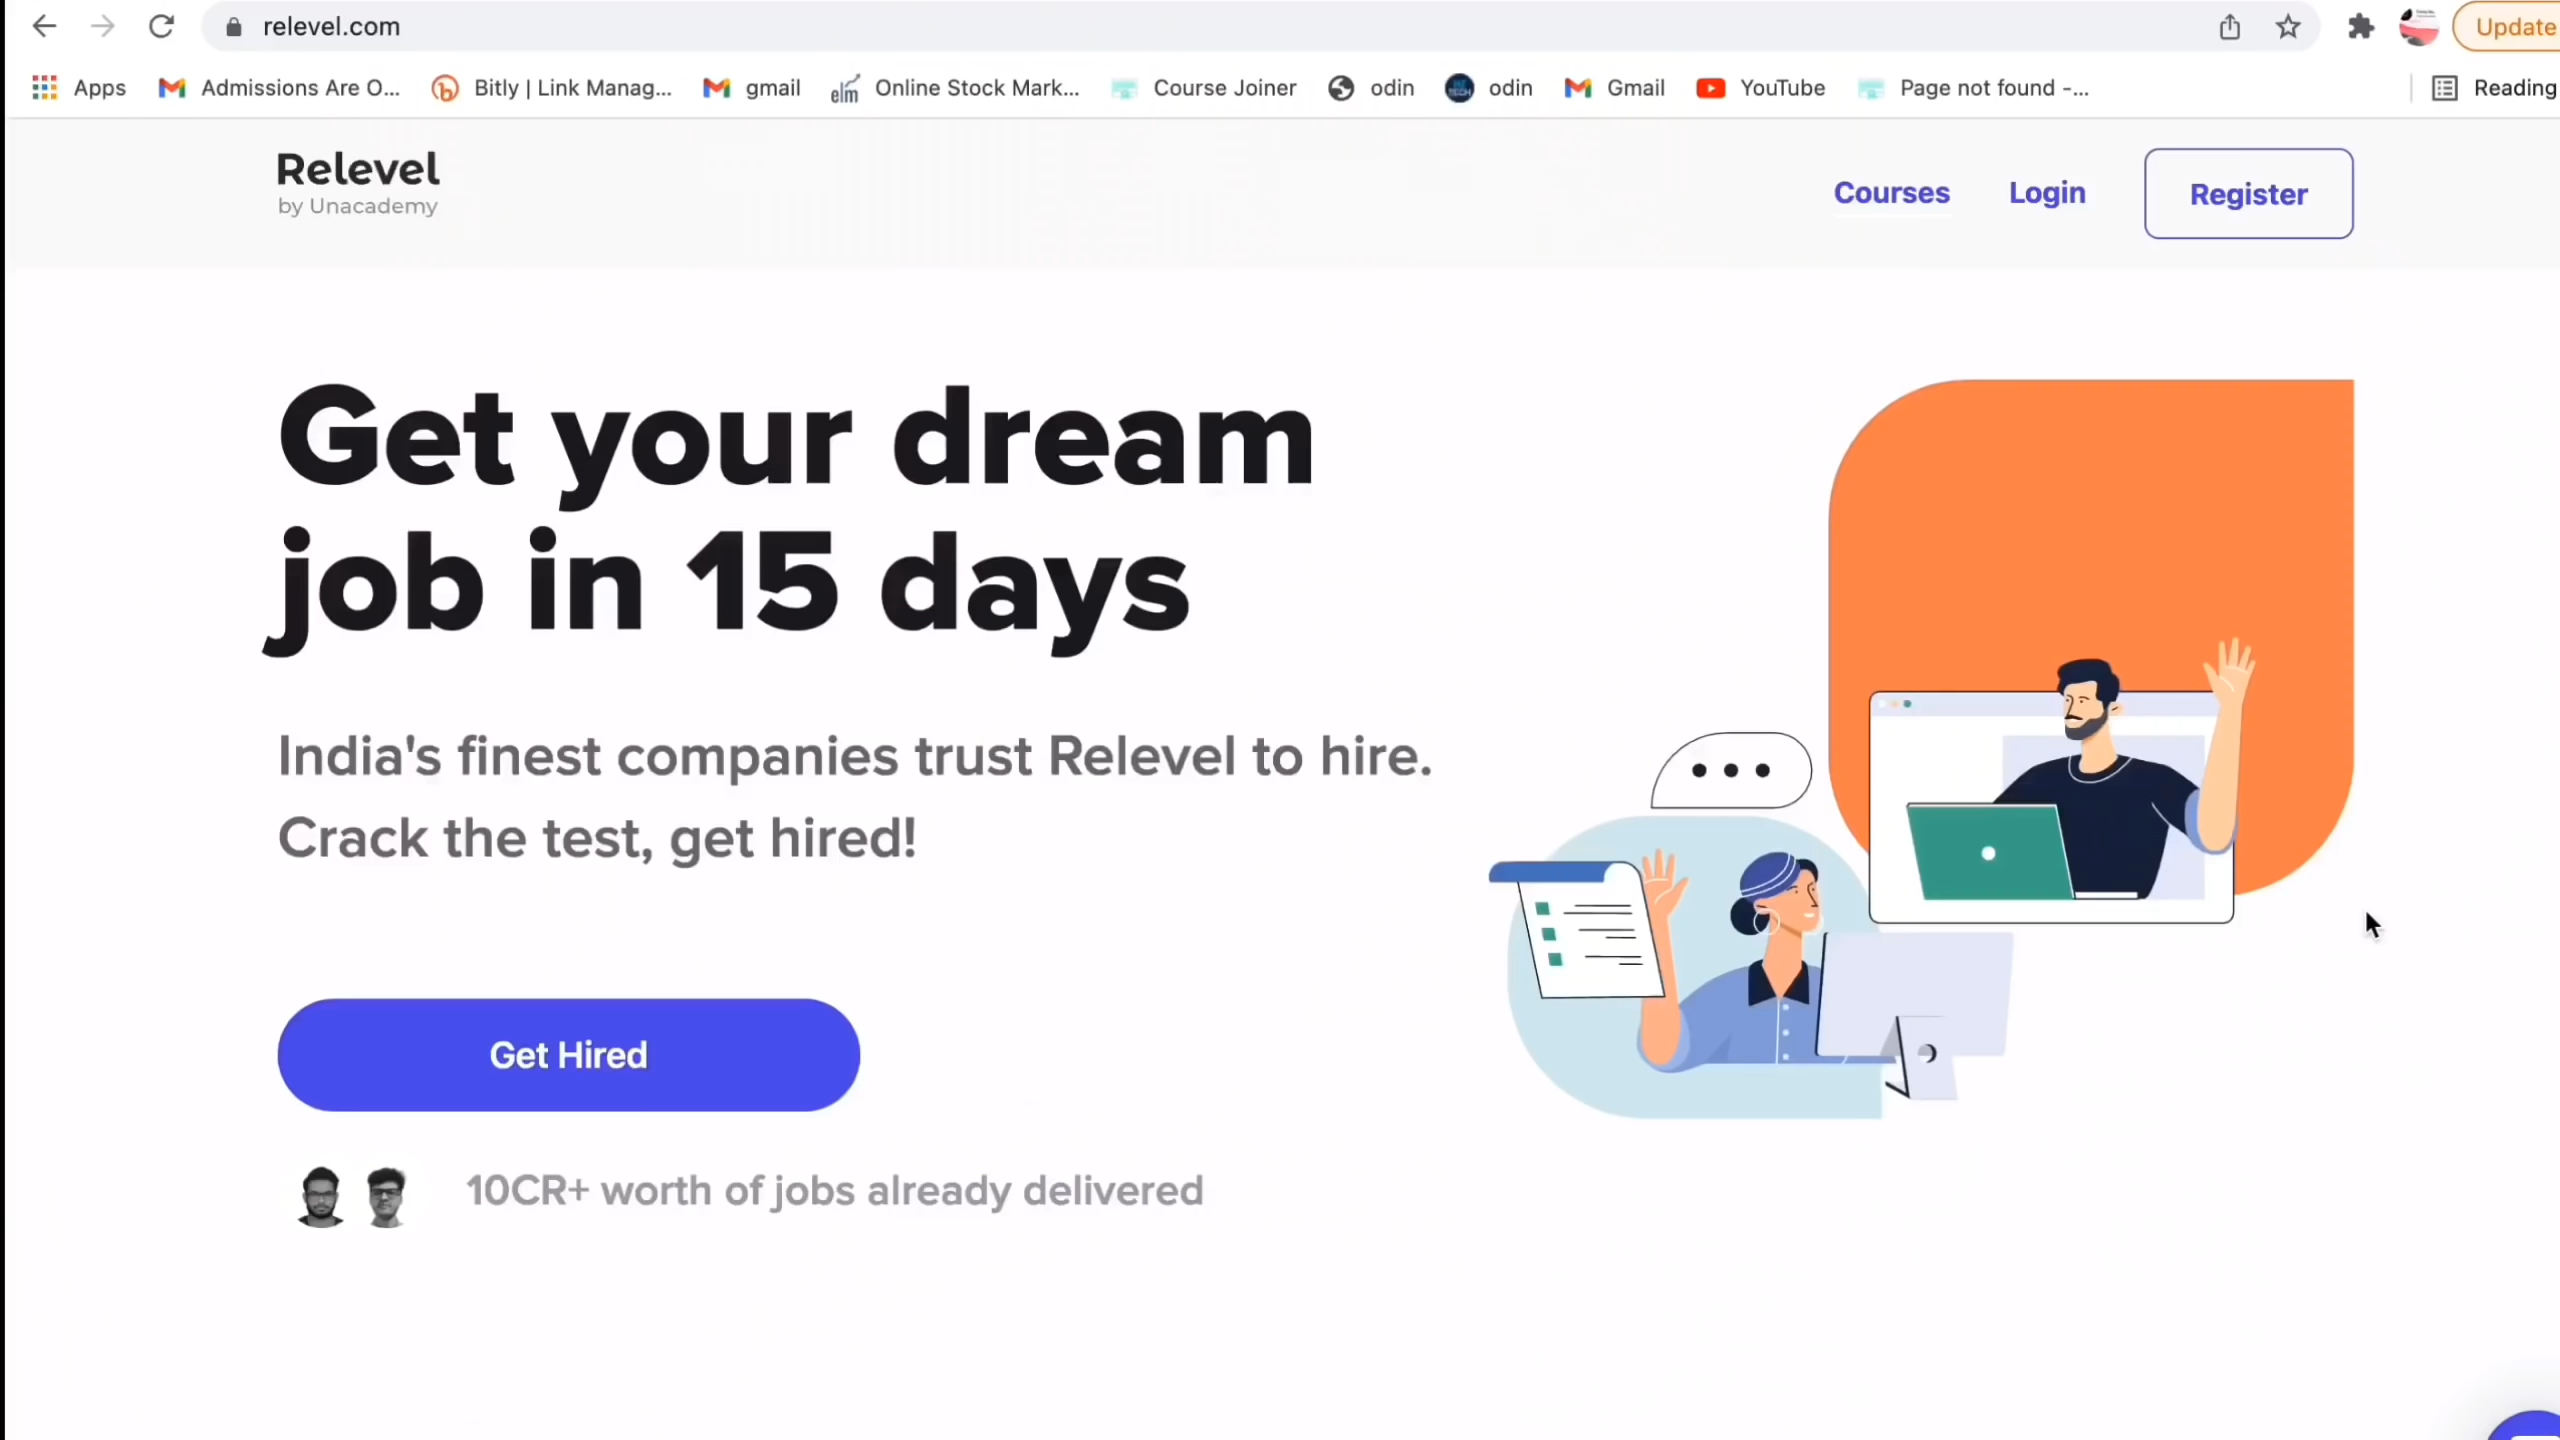 relevel.com
Update
Apps
Admissions Are O...
Bitly | Link Manag...
gmail
elm
Online Stock Mark...
Course Joiner
odin
odin
Gmail
YouTube
Page not found -...
Reading
Relevel
by Unacademy
Courses
Login
Register
Get your dream
job in 15 days
India's finest companies trust Relevel to hire.
Crack the test, get hired!
Get Hired
10CR+ worth of jobs already delivered